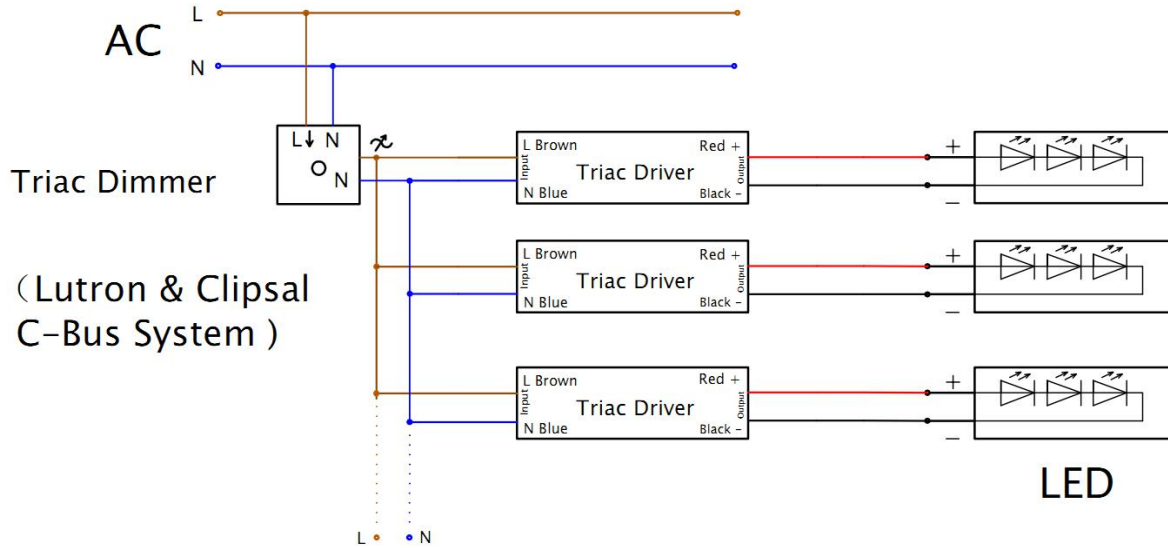 L
AC
N
L↓ N
N
Triac Dimmer
（Lutron & Clipsal
C-Bus System )
L Brown
Red +
Input
Triac Driver
Output
N Blue
Black -
+
−
L Brown
Red +
Input
Triac Driver
Output
N Blue
Black -
+
−
L Brown
Red +
Input
Triac Driver
Output
N Blue
Black -
+
−
LED
L
N